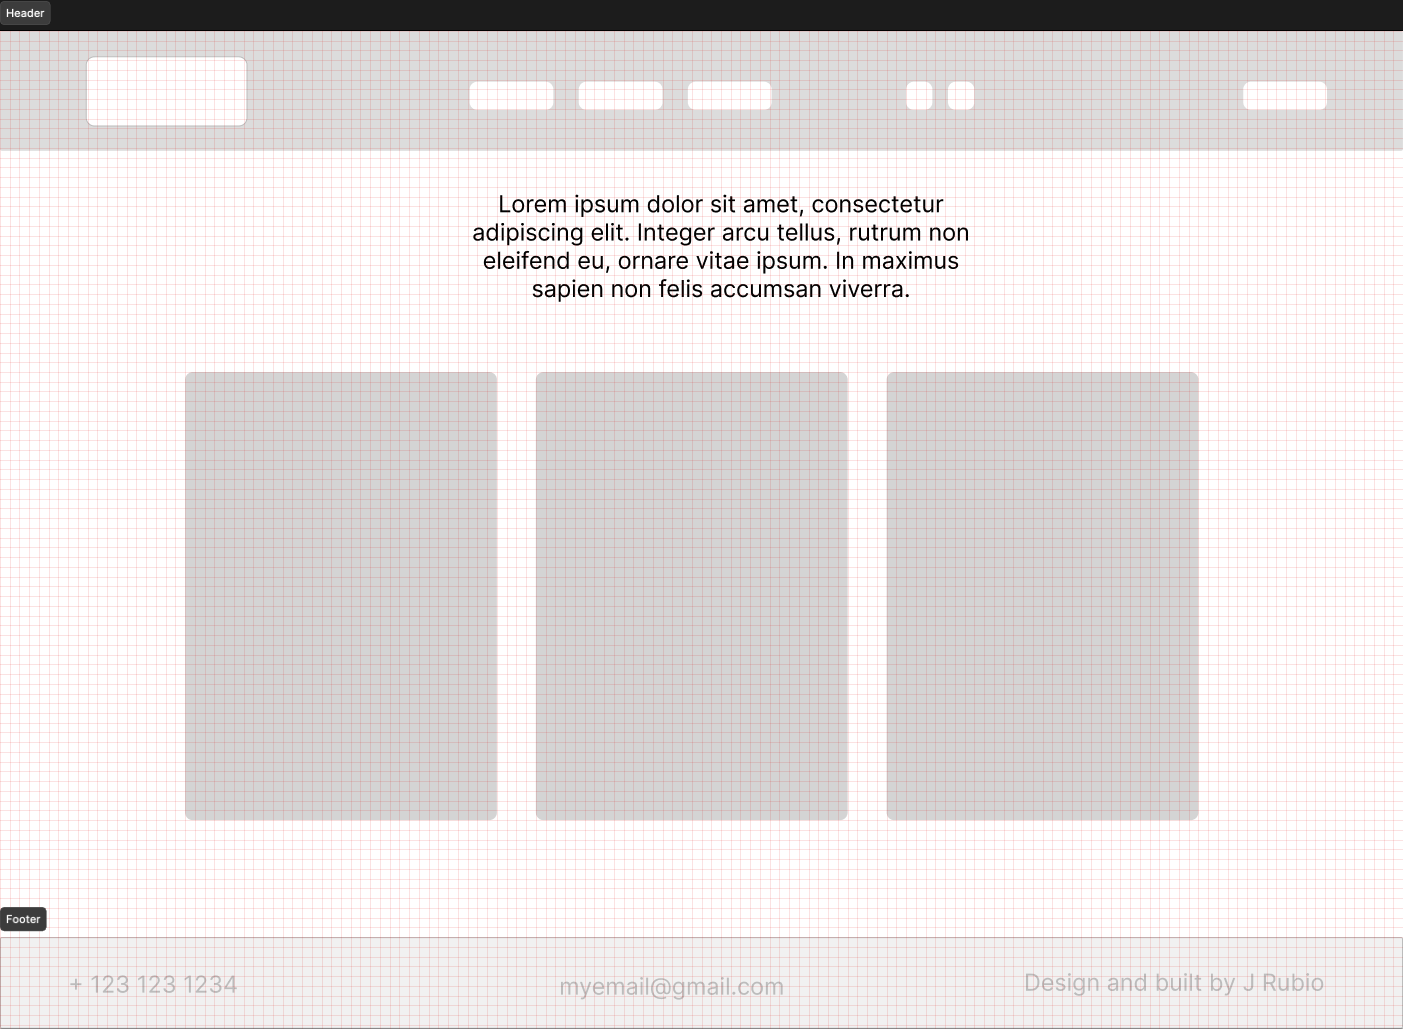 Header
Lorem ipsum dolor sit amet, consectetur
adipiscing elit. Integer arcu tellus, rutrum non
eleifend eu, ornare vitae ipsum. In maximus
sapien non felis accumsan viverra.
Footer
+ 123 123 1234
myemail@gmail.com
Design and built by J Rubio